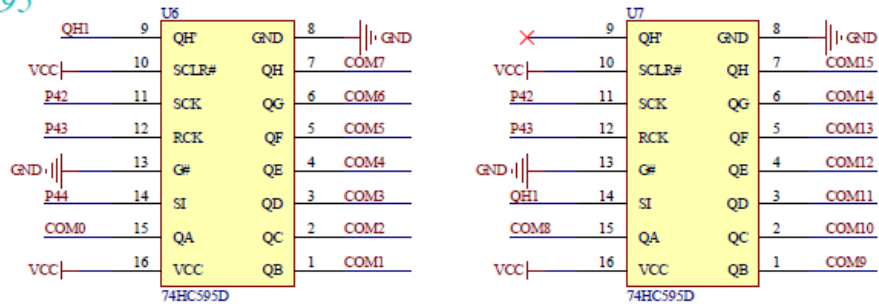 95
U6
QH1 9 QH' GND 8 GND
VCC 10 SCLR# QH 7 COM7
P42 11 SCK QG 6 COM6
P43 12 RCK QF 5 COM5
GND 13 G# QE 4 COM4
P44 14 SI QD 3 COM3
COM0 15 QA QC 2 COM2
VCC 16 VCC QB 1 COM1
74HC595D
U7
9 QH' GND 8 GND
VCC 10 SCLR# QH 7 COM15
P42 11 SCK QG 6 COM14
P43 12 RCK QF 5 COM13
GND 13 G# QE 4 COM12
QH1 14 SI QD 3 COM11
COM8 15 QA QC 2 COM10
VCC 16 VCC QB 1 COM9
74HC595D